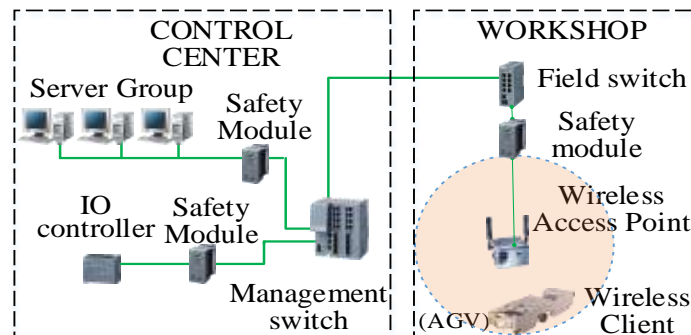 CONTROL
CENTER
Server Group
Safety
Module
IO
controller
Safety
Module
Management
switch
WORKSHOP
Field switch
Safety
module
Wireless
Access Point
Wireless
Client
(AGV)